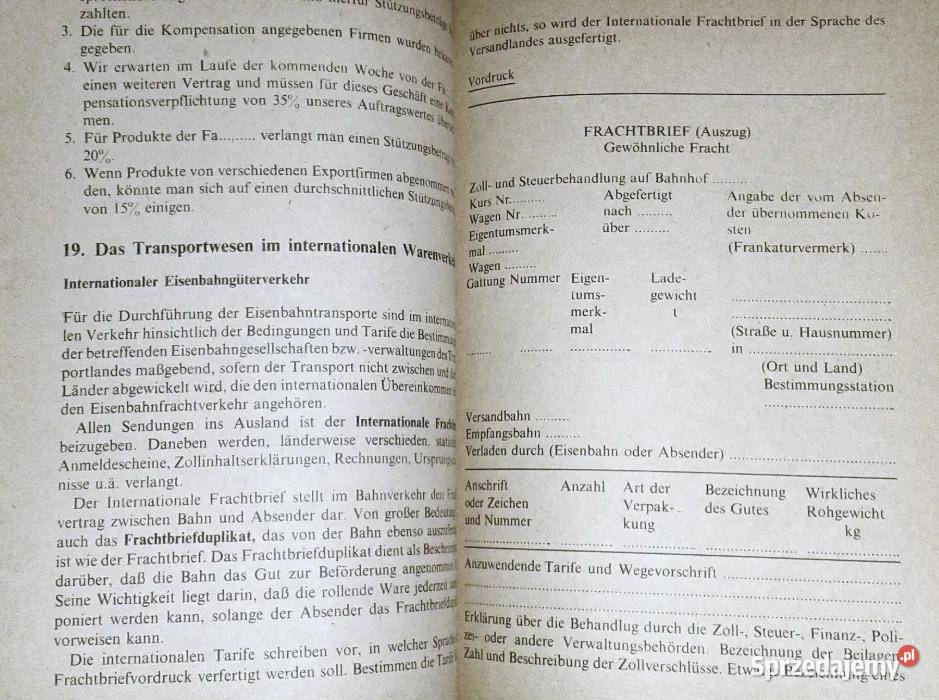 zahlten.
3. Die für die Kompensation angegebenen Firmen wurden
gegeben.
4. Wir erwarten im Laufe der kommenden Woche von der Fa.
einen weiteren Vertrag und müssen für dieses Geschäft eine
pensationsverpflichtung von 35% unseres Auftragswertes
men.
5. Für Produkte der Fa......... verlangt man einen Stützungsbetrag
20%.
6. Wenn Produkte von verschiedenen Exportfirmen abgenommen
den, könnte man sich auf einen durchschnittlichen
von 15% einigen.
19. Das Transportwesen im internationalen
Internationaler Eisenbahngüterverkehr
Für die Durchführung der Eisenbahntransporte sind im
len Verkehr hinsichtlich der Bedingungen und Tarife die
der betreffenden Eisenbahngesellschaften bzw. -verwaltungen des
portlandes maßgebend, sofern der Transport nicht zwischen und
Länder abgewickelt wird, die den internationalen Übereinkommen
den Eisenbahnfrachtverkehr angehören.
Allen Sendungen ins Ausland ist der Internationale
beizugeben. Daneben werden, länderweise verschieden,
Anmeldescheine, Zollinhaltserklärungen, Rechnungen,
nisse u.ä. verlangt.
Der Internationale Frachtbrief stellt im Bahnverkehr den
vertrag zwischen Bahn und Absender dar. Von großer
auch das Frachtbriefduplikat, das von der Bahn ebenso
ist wie der Frachtbrief. Das Frachtbriefduplikat dient als
darüber, daß die Bahn das Gut zur Beförderung angenommen
Seine Wichtigkeit liegt darin, daß die rollende Ware jederzeit
poniert werden kann, solange der Absender das
vorweisen kann.
Die internationalen Tarife schreiben vor, in welcher
Frachtbriefvordruck verfertigt werden soll. Bestimmen die
über nichts, so wird der Internationale Frachtbrief in der Sprache des
Versandlandes ausgefertigt.
Vordruck
FRACHTBRIEF (Auszug)
Gewöhnliche Fracht
Zoll- und Steuerbehandlung auf Bahnhof ........
Kurs Nr.........
Wagen Nr. ........
Eigentumsmerk-
mal ........
Wagen .........
Abgefertigt
nach .........
über .........
Angabe der vom Absen-
der übernommenen Ko-
sten
(Frankaturvermerk) ......
Gattung Nummer Eigen-
tums-
merk-
mal
Lade-
gewicht
t
(Straße u. Hausnummer)
in ..............................
(Ort und Land)
Bestimmungsstation
Versandbahn .........
Empfangsbahn .........
Verladen durch (Eisenbahn oder Absender) ..............................
Anschrift
oder Zeichen
und Nummer
Anzahl
Art der
Verpak-
kung
Bezeichnung
des Gutes
Wirkliches
Rohgewicht
kg
Anzuwendende Tarife und Wegevorschrift ..............................
Erklärung über die Behandlug durch die Zoll-, Steuer-, Finanz-, Poli-
zei- oder andere Verwaltungsbehörden. Bezeichnung der Beilagen
Zahl und Beschreibung der Zollverschlüsse.
Sprzedajemy.pl